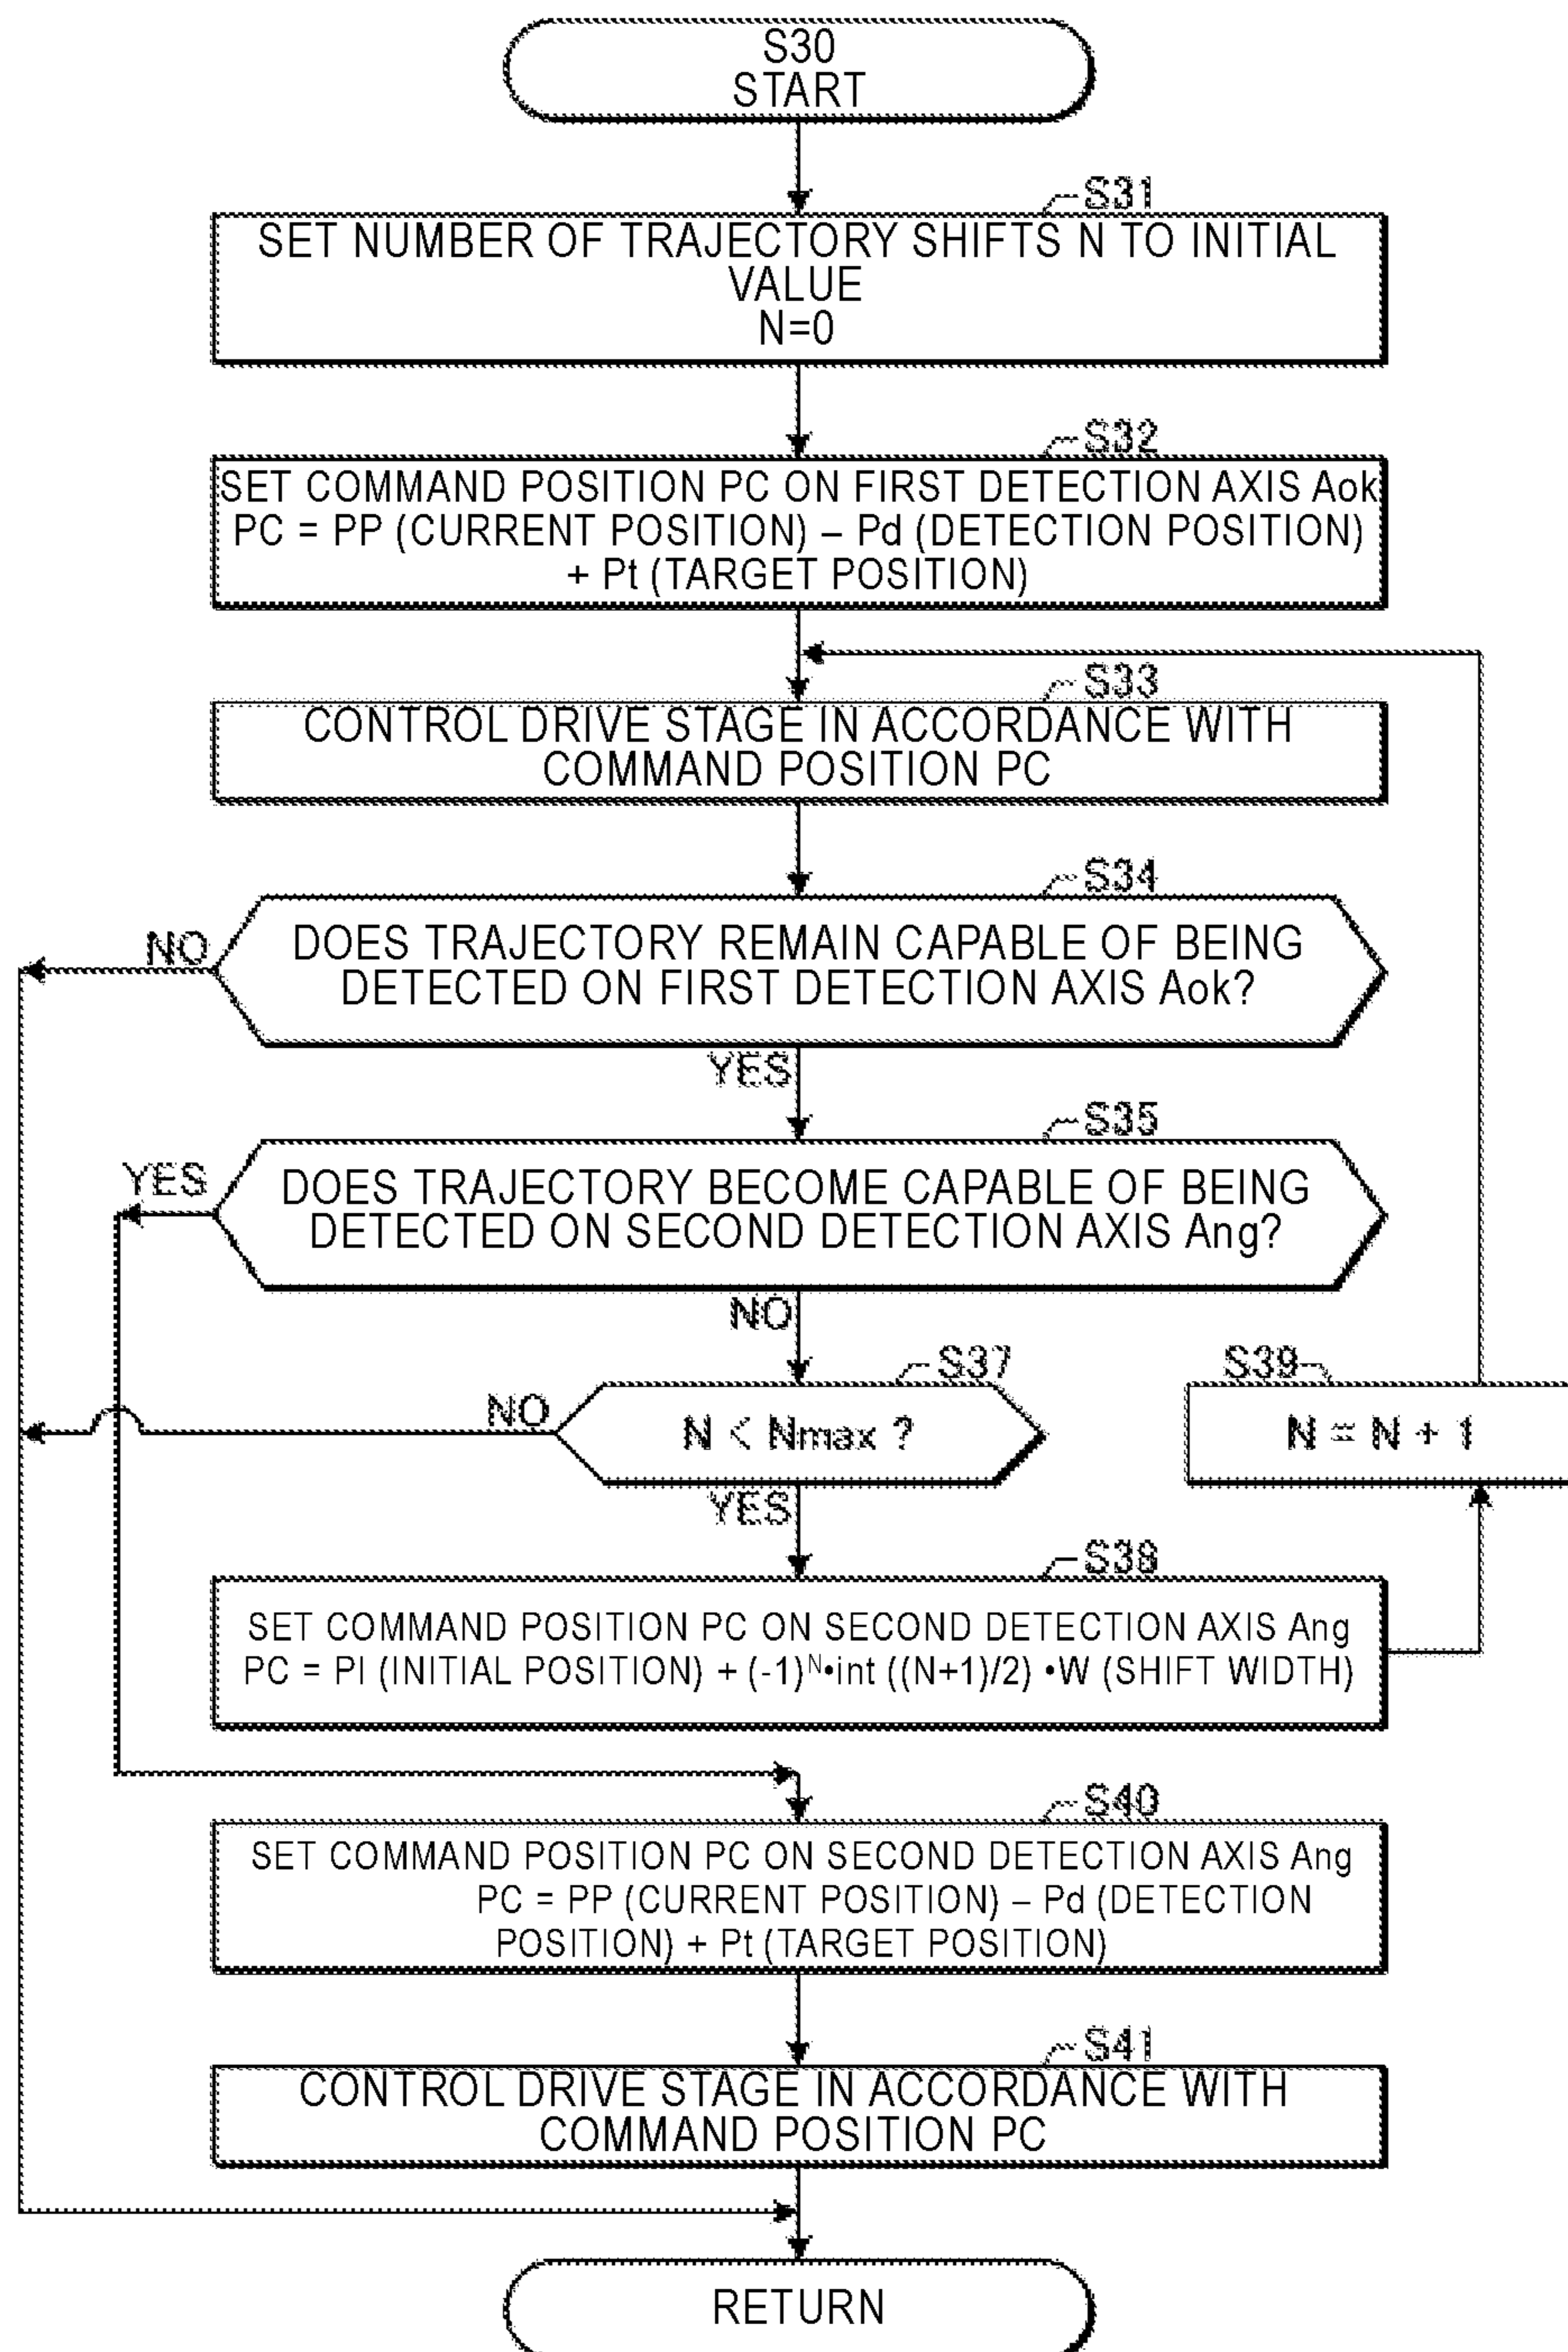 S30
START
S31
SET NUMBER OF TRAJECTORY SHIFTS N TO INITIAL
VALUE
N=0
S32
SET COMMAND POSITION PC ON FIRST DETECTION AXIS Aok
PC = PP (CURRENT POSITION) – Pd (DETECTION POSITION)
+ Pt (TARGET POSITION)
S33
CONTROL DRIVE STAGE IN ACCORDANCE WITH
COMMAND POSITION PC
S34
NO
DOES TRAJECTORY REMAIN CAPABLE OF BEING
DETECTED ON FIRST DETECTION AXIS Aok?
YES
S35
YES
DOES TRAJECTORY BECOME CAPABLE OF BEING
DETECTED ON SECOND DETECTION AXIS Ang?
NO
S37
S39
NO
N < Nmax ?
N = N + 1
YES
S38
SET COMMAND POSITION PC ON SECOND DETECTION AXIS Ang
PC = PI (INITIAL POSITION) + (-1)ᴺ•int ((N+1)/2) •W (SHIFT WIDTH)
S40
SET COMMAND POSITION PC ON SECOND DETECTION AXIS Ang
PC = PP (CURRENT POSITION) – Pd (DETECTION
POSITION) + Pt (TARGET POSITION)
S41
CONTROL DRIVE STAGE IN ACCORDANCE WITH
COMMAND POSITION PC
RETURN